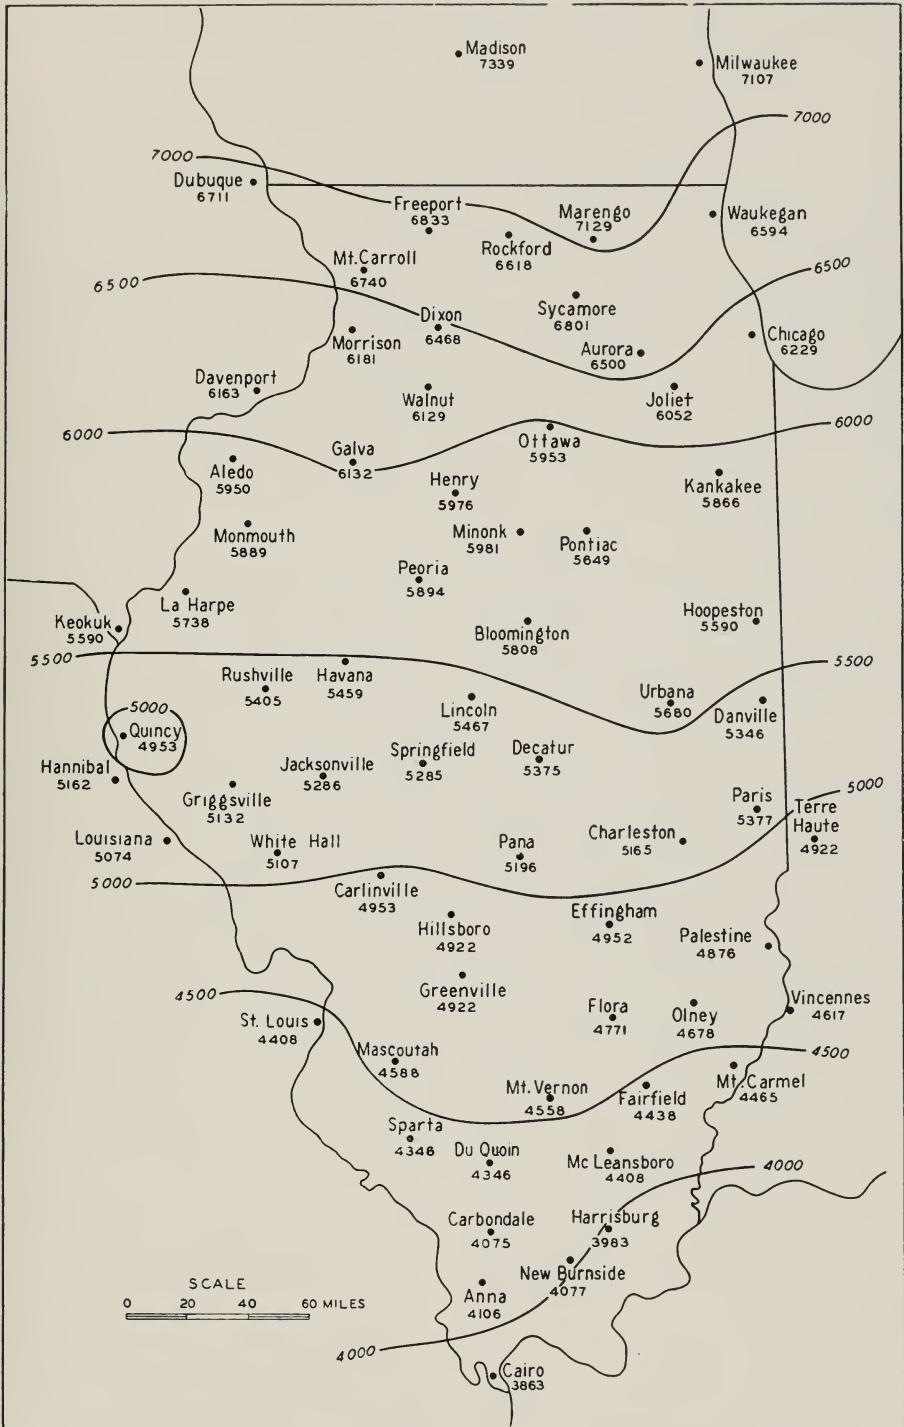 Madison
7339
Milwaukee
7107
7000
7000
Dubuque
6711
Freeport
6833
Marengo
7129
Waukegan
6594
Rockford
6618
Mt. Carroll
6740
6500
6500
Sycamore
6801
Dixon
6468
Morrison
6181
Chicago
6229
Aurora
6500
Davenport
6163
Walnut
6129
Joliet
6052
6000
6000
Ottawa
5953
Galva
6132
Aledo
5950
Henry
5976
Kankakee
5866
Monmouth
5889
Minonk
5981
Pontiac
5649
Peoria
5894
La Harpe
5738
Keokuk
5590
Hoopeston
5590
Bloomington
5808
5500
5500
Rushville
5405
Havana
5459
Urbana
5680
Lincoln
5467
Danville
5346
5000
Quincy
4953
Springfield
5285
Decatur
5375
Jacksonville
5286
Hannibal
5162
Griggsville
5132
5000
Paris
5377
Terre
Haute
4922
Louisiana
5074
White Hall
5107
Pana
5196
Charleston
5165
5000
Carlinville
4953
Effingham
4952
Hillsboro
4922
Palestine
4876
Greenville
4922
4500
Vincennes
4617
Flora
4771
Olney
4678
St. Louis
4408
Mascoutah
4588
4500
Mt. Carmel
4465
Mt. Vernon
4558
Fairfield
4438
Sparta
4348
Du Quoin
4346
Mc Leansboro
4408
4000
Carbondale
4075
Harrisburg
3983
New Burnside
4077
SCALE
0 20 40 60 MILES
Anna
4106
4000
Cairo
3863